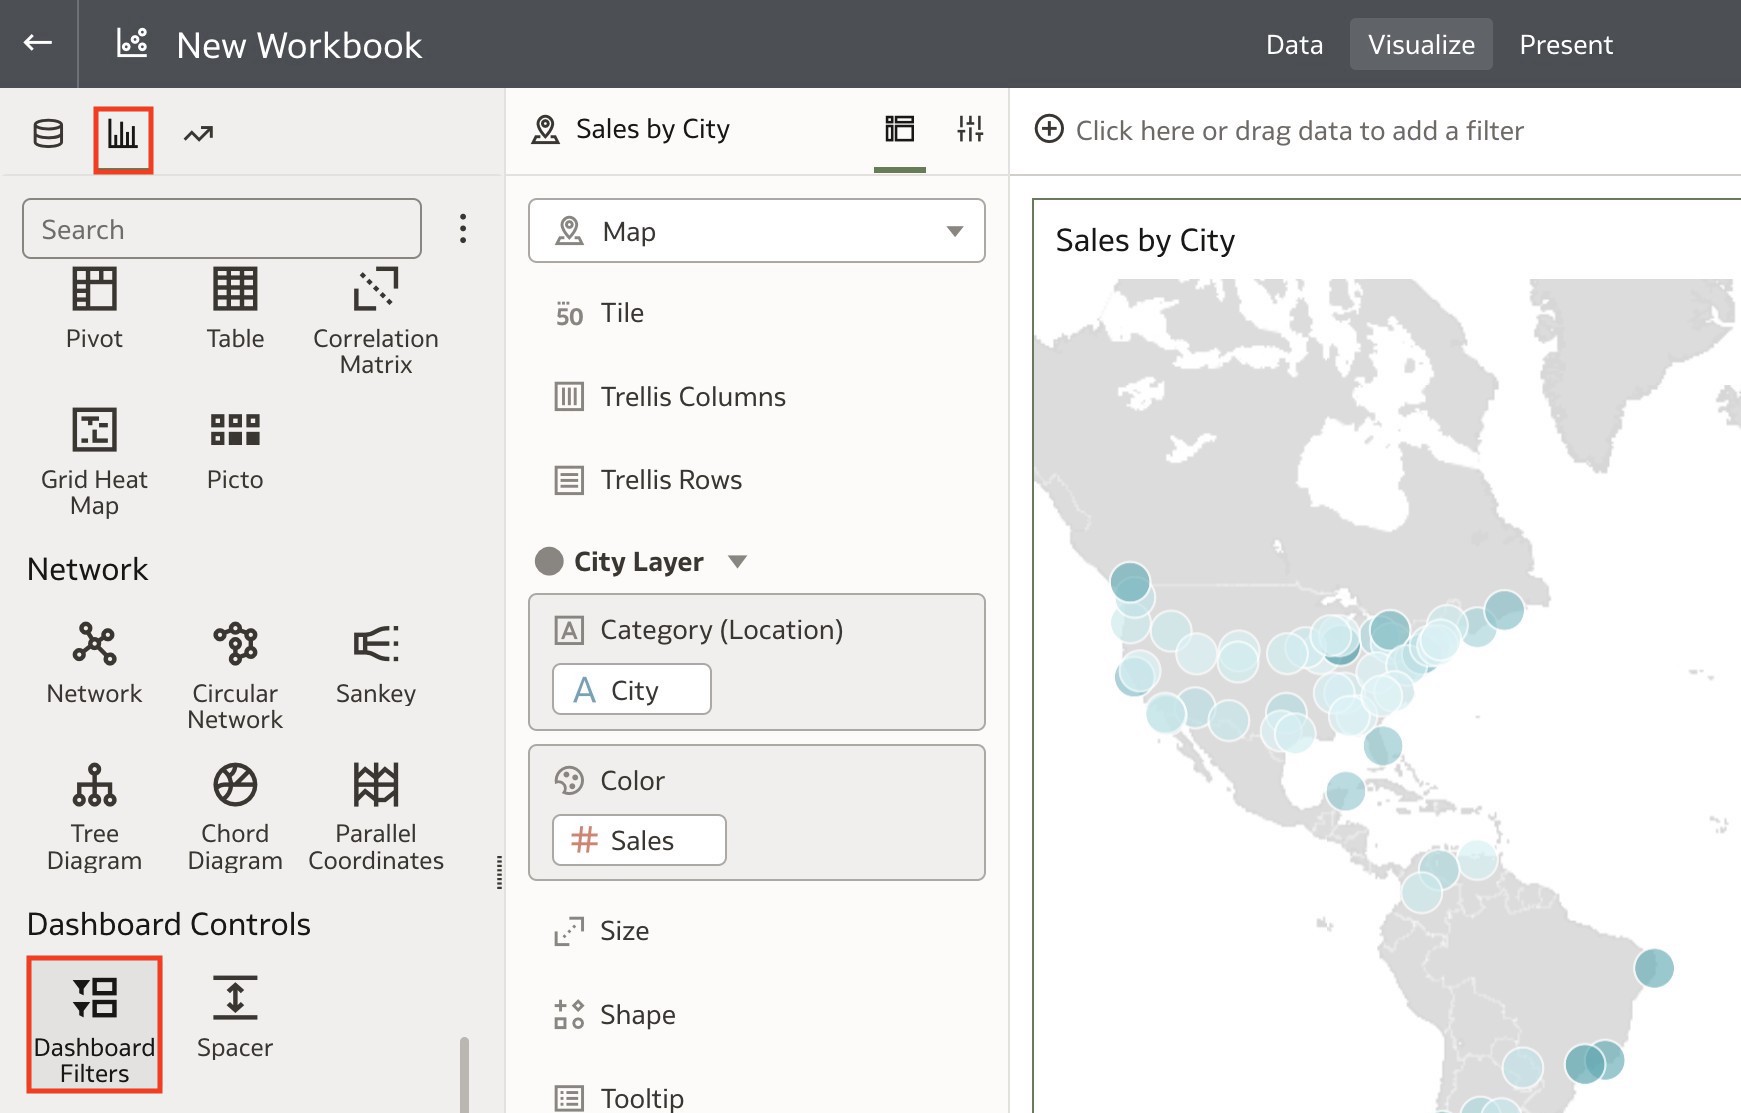 New Workbook
Data
Visualize
Present
Search
Pivot
Table
Correlation
Matrix
Grid Heat
Map
Picto
Network
Network
Circular
Network
Sankey
Tree
Diagram
Chord
Diagram
Parallel
Coordinates
Dashboard Controls
Dashboard
Filters
Spacer
Sales by City
Map
50
Tile
Trellis Columns
Trellis Rows
City Layer
A
Category (Location)
A
City
Color
# Sales
Size
Shape
Tooltip
Click here or drag data to add a filter
Sales by City